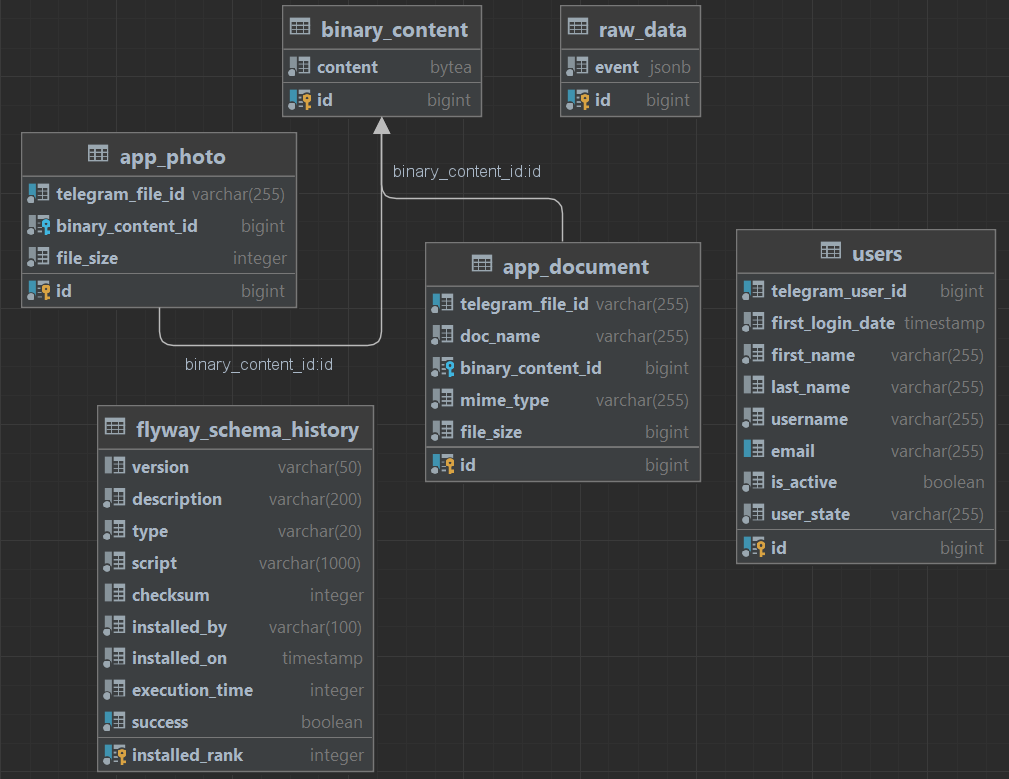 binary_content
content bytea
id bigint
raw_data
event jsonb
id bigint
app_photo
telegram_file_id varchar(255)
binary_content_id bigint
file_size integer
id bigint
binary_content_id:id
binary_content_id:id
app_document
telegram_file_id varchar(255)
doc_name varchar(255)
binary_content_id bigint
mime_type varchar(255)
file_size bigint
id bigint
users
telegram_user_id bigint
first_login_date timestamp
first_name varchar(255)
last_name varchar(255)
username varchar(255)
email varchar(255)
is_active boolean
user_state varchar(255)
id bigint
flyway_schema_history
version varchar(50)
description varchar(200)
type varchar(20)
script varchar(1000)
checksum integer
installed_by varchar(100)
installed_on timestamp
execution_time integer
success boolean
installed_rank integer